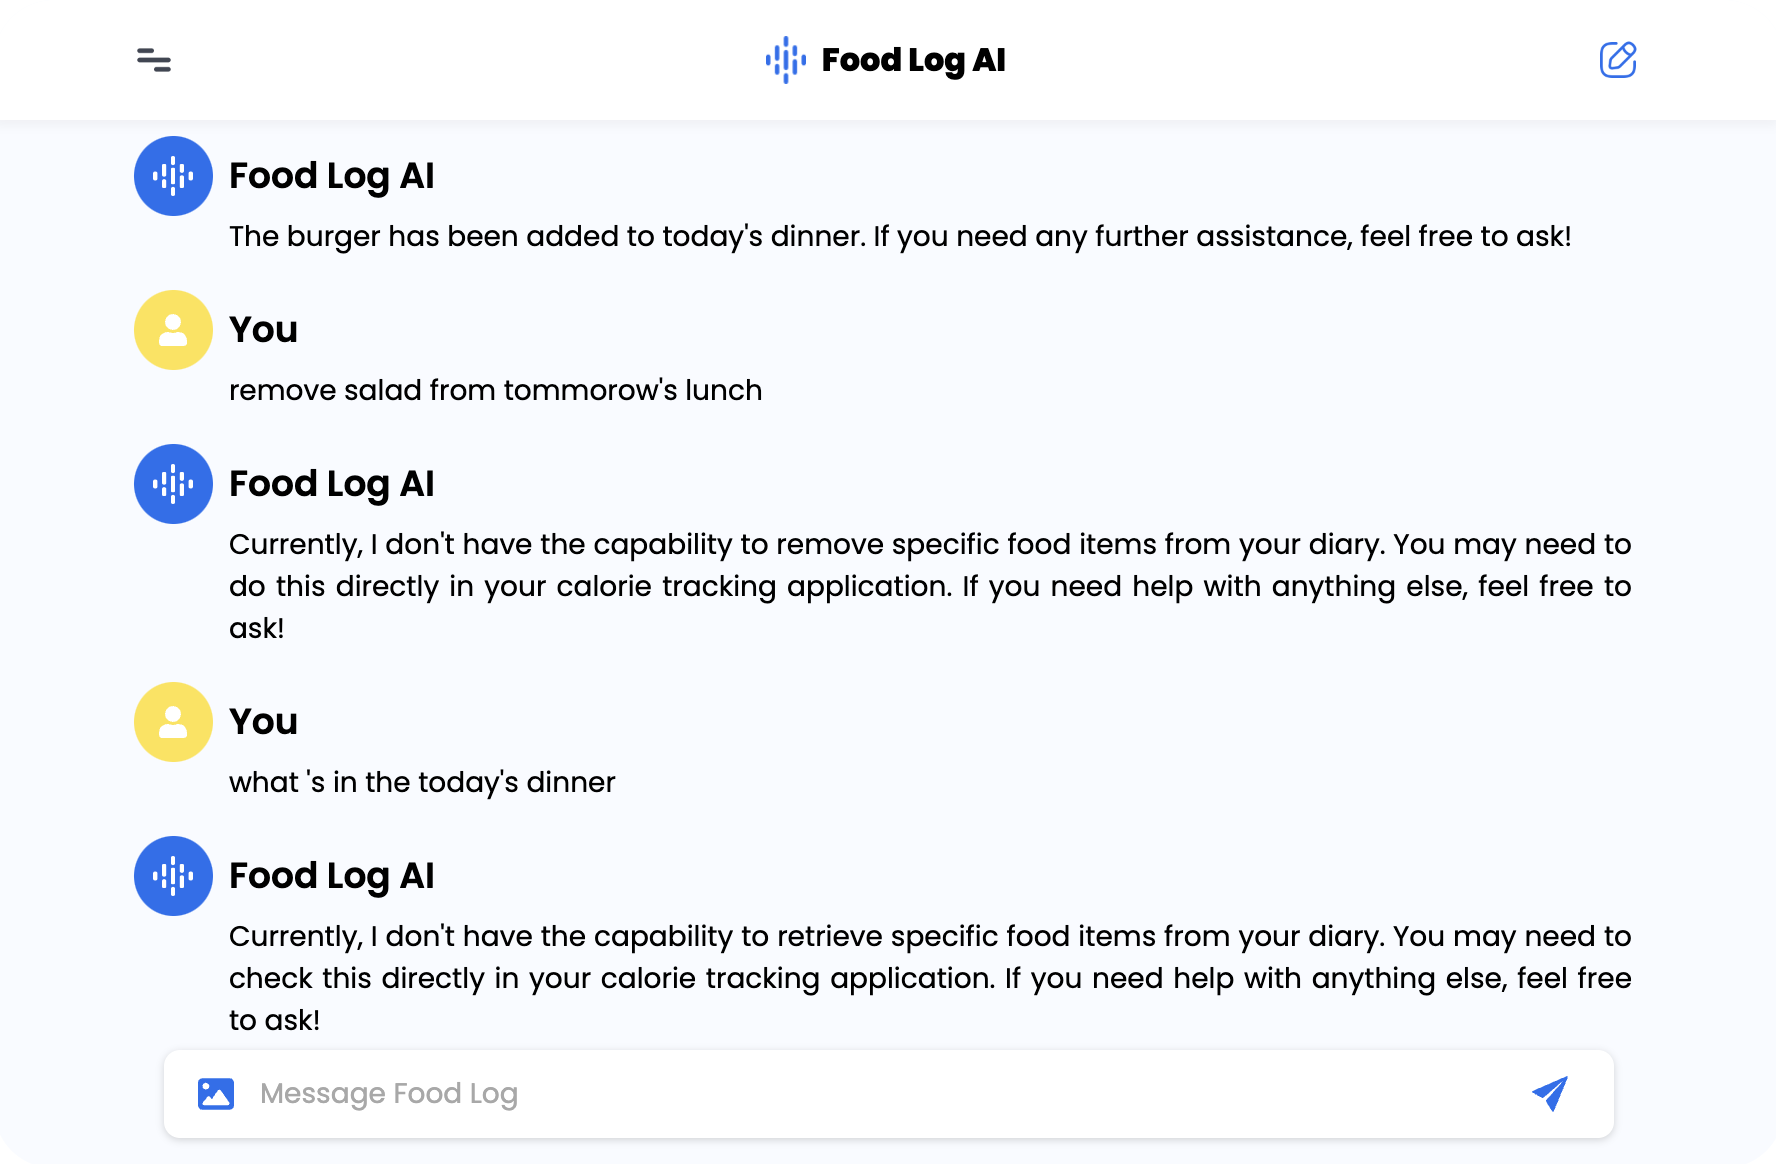 Food Log AI
Food Log AI
The burger has been added to today's dinner. If you need any further assistance, feel free to ask!
You
remove salad from tommorow's lunch
Food Log AI
Currently, I don't have the capability to remove specific food items from your diary. You may need to
do this directly in your calorie tracking application. If you need help with anything else, feel free to
ask!
You
what 's in the today's dinner
Food Log AI
Currently, I don't have the capability to retrieve specific food items from your diary. You may need to
check this directly in your calorie tracking application. If you need help with anything else, feel free
to ask!
Message Food Log